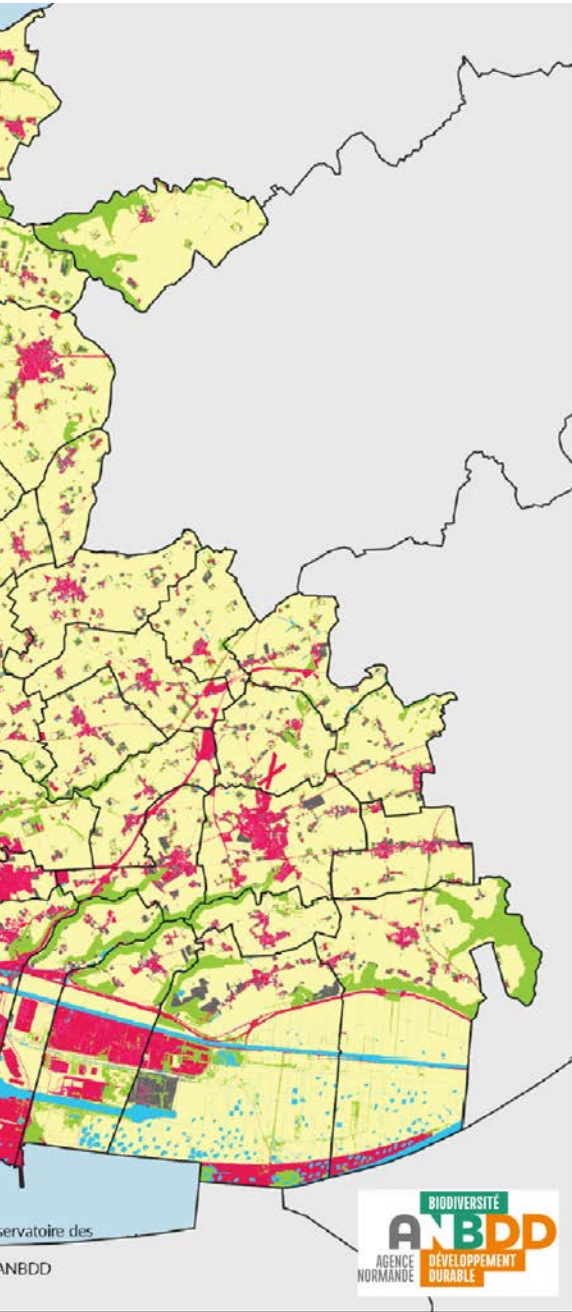 servatoire des
ANBDD
BIODIVERSITÉ
ANBDD
AGENCE
NORMANDE
DÉVELOPPEMENT
DURABLE